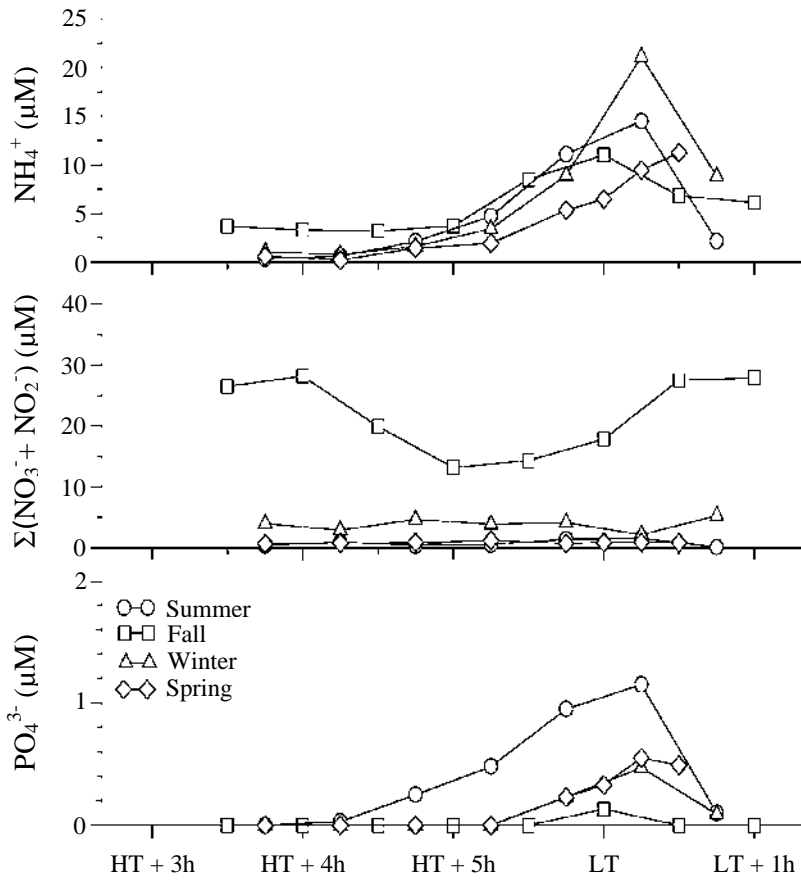 NH₄⁺ (µM)
25
20
15
10
5
0
Σ(NO₃⁻+ NO₂⁻) (µM)
40
30
20
10
0
PO₄³⁻ (µM)
2
1
0
Summer
Fall
Winter
Spring
HT + 3h HT + 4h HT + 5h LT LT + 1h